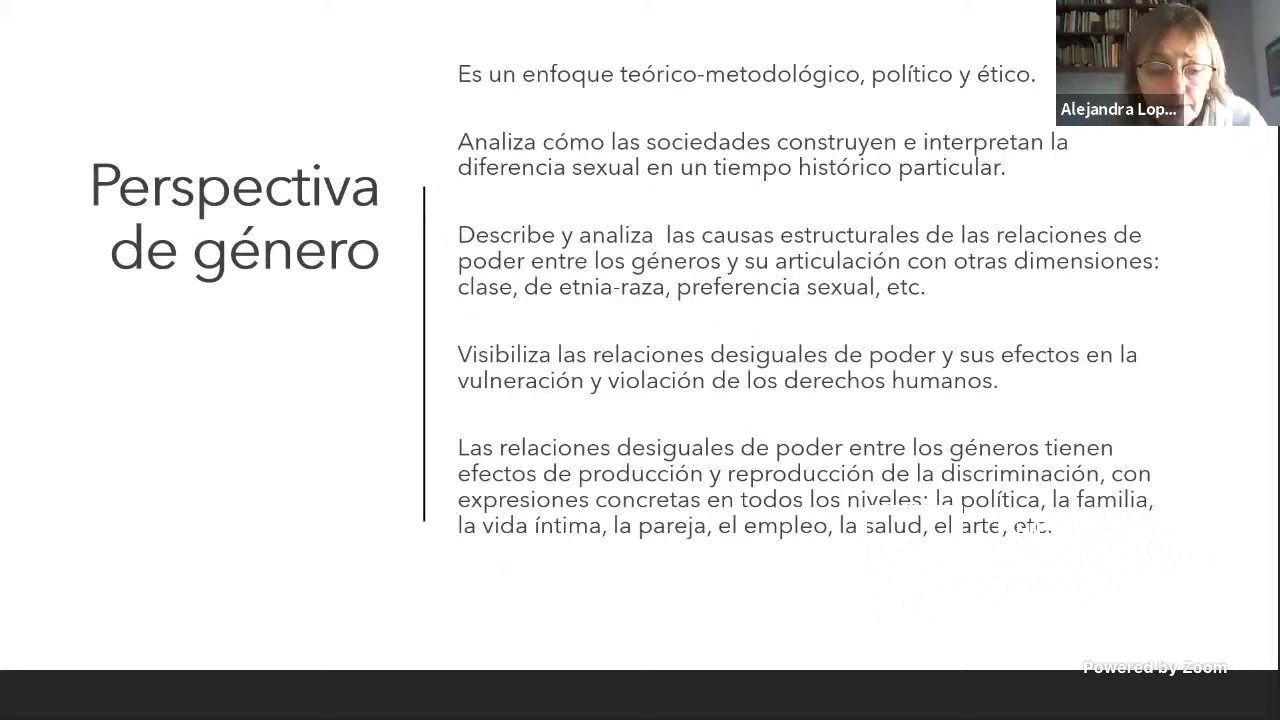 Perspectiva
de género
Es un enfoque teórico-metodológico, político y ético.
Analiza cómo las sociedades construyen e interpretan la
diferencia sexual en un tiempo histórico particular.
Describe y analiza las causas estructurales de las relaciones de
poder entre los géneros y su articulación con otras dimensiones:
clase, de etnia-raza, preferencia sexual, etc.
Visibiliza las relaciones desiguales de poder y sus efectos en la
vulneración y violación de los derechos humanos.
Las relaciones desiguales de poder entre los géneros tienen
efectos de producción y reproducción de la discriminación, con
expresiones concretas en todos los niveles: la política, la familia,
la vida íntima, la pareja, el empleo, la salud, el arte, etc.
Alejandra Lop...
Powered by Zoom